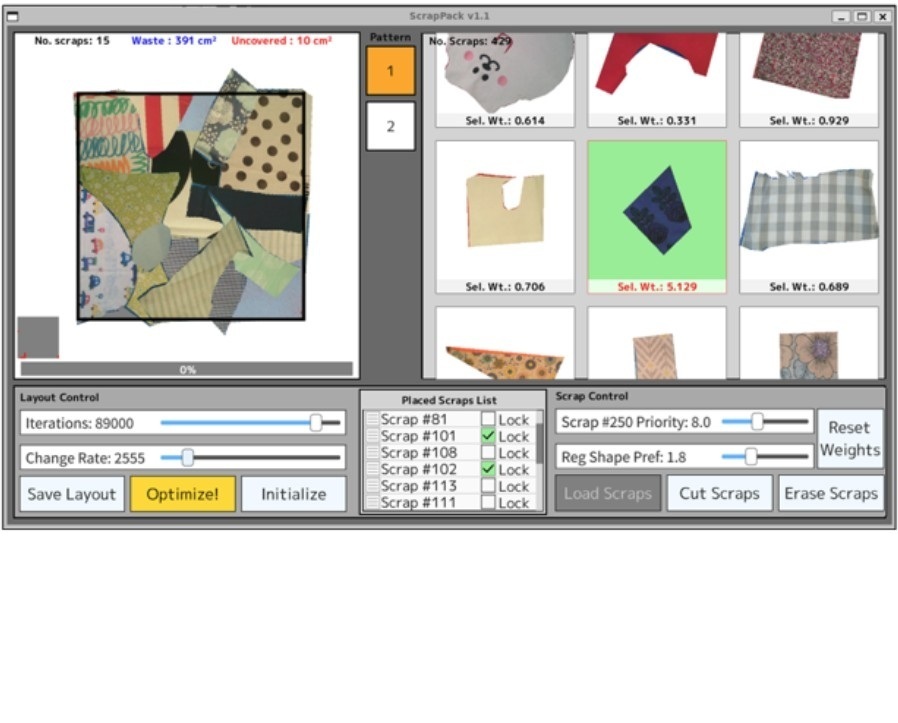 ScrapPack v1.1
No. scraps: 15 Waste : 391 cm² Uncovered : 10 cm²
Pattern
1
2
No. Scraps: 429
Sel. Wt.: 0.614
Sel. Wt.: 0.331
Sel. Wt.: 0.929
Sel. Wt.: 0.706
Sel. Wt.: 5.129
Sel. Wt.: 0.689
0%
Layout Control
Iterations: 89000
Change Rate: 2555
Save Layout
Optimize!
Initialize
Placed Scraps List
Scrap #81 Lock
Scrap #101 Lock
Scrap #108 Lock
Scrap #102 Lock
Scrap #113 Lock
Scrap #111 Lock
Scrap Control
Scrap #250 Priority: 8.0
Reg Shape Pref: 1.8
Reset
Weights
Load Scraps
Cut Scraps
Erase Scraps